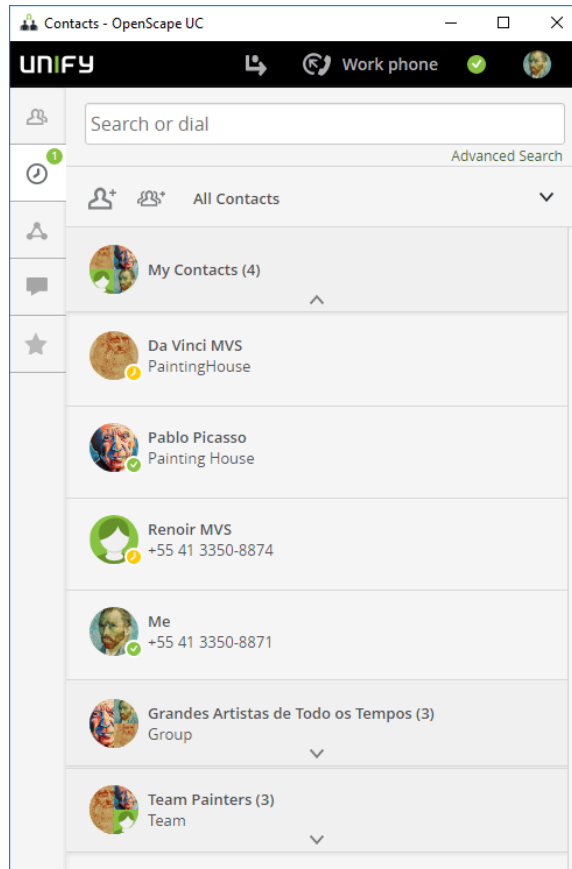 Contacts - OpenScape UC
UNIFY
Work phone
Search or dial
1
Advanced Search
All Contacts
My Contacts (4)
Da Vinci MVS
PaintingHouse
Pablo Picasso
Painting House
Renoir MVS
+55 41 3350-8874
Me
+55 41 3350-8871
Grandes Artistas de Todo os Tempos (3)
Group
Team Painters (3)
Team